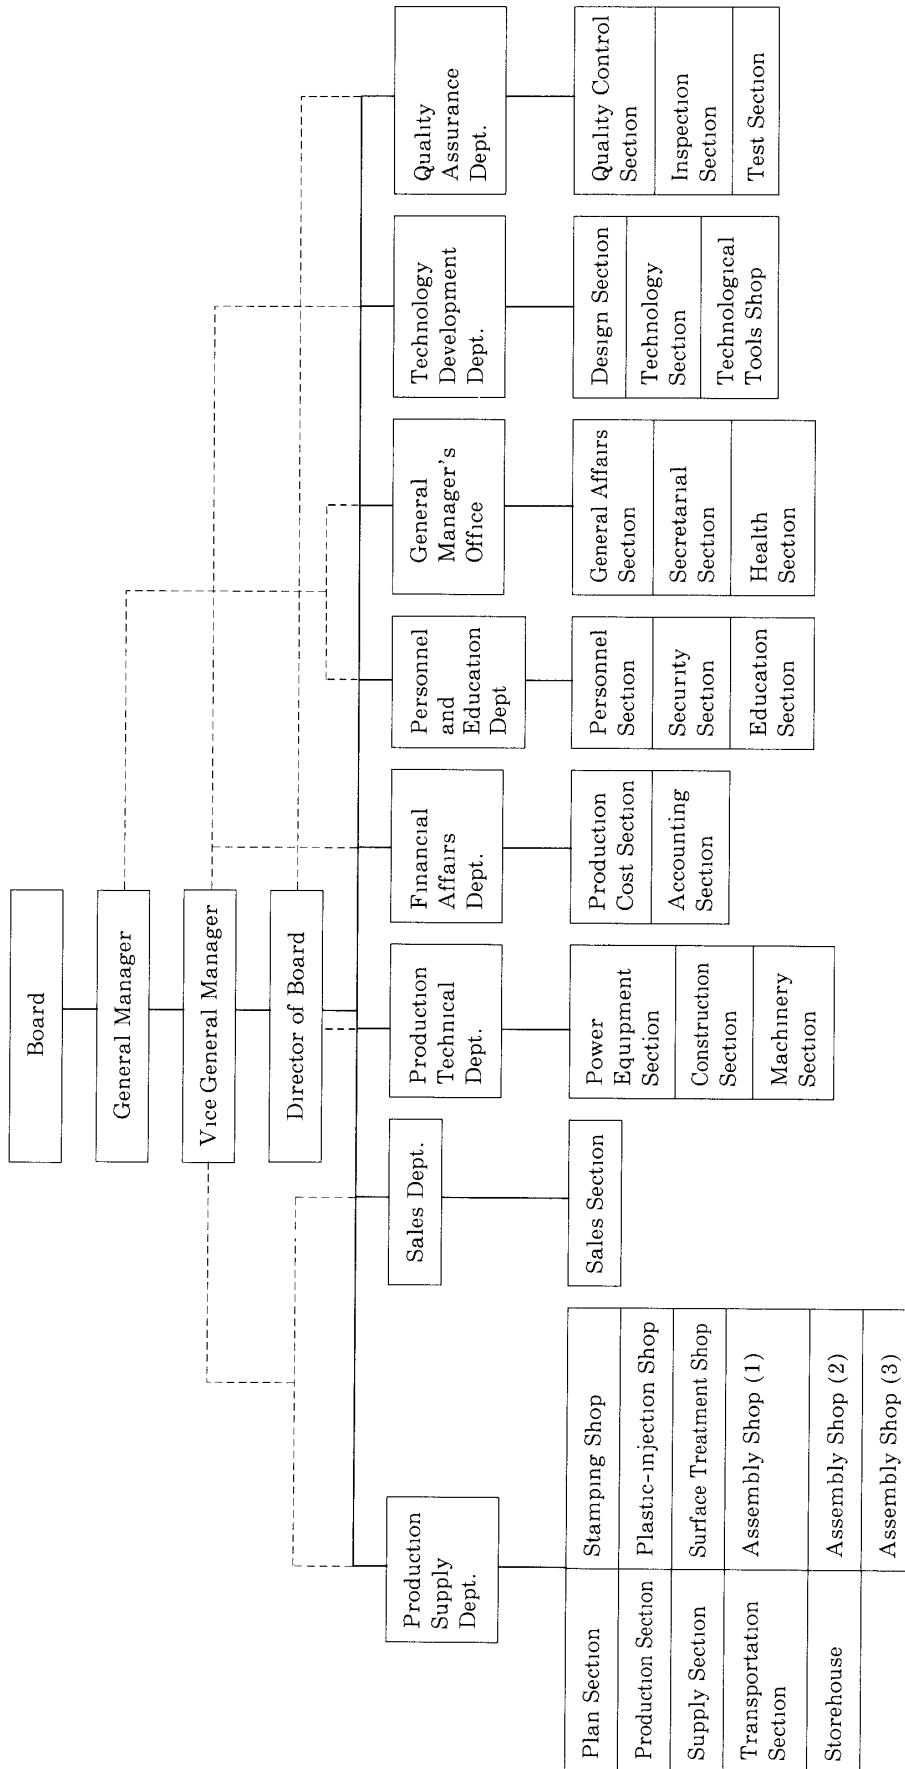 Board
General Manager
Vice General Manager
Director of Board
Production
Supply
Dept.
Sales Dept.
Production
Technical
Dept.
Financial
Affairs
Dept.
Personnel
and
Education
Dept
General
Manager's
Office
Technology
Development
Dept.
Quality
Assurance
Dept.
Plan Section
Production Section
Supply Section
Transportation
Section
Storehouse
Stamping Shop
Plastic-injection Shop
Surface Treatment Shop
Assembly Shop (1)
Assembly Shop (2)
Assembly Shop (3)
Sales Section
Power
Equipment
Section
Construction
Section
Machinery
Section
Production
Cost Section
Accounting
Section
Personnel
Section
Security
Section
Education
Section
General Affairs
Section
Secretarial
Section
Health
Section
Design Section
Technology
Section
Technological
Tools Shop
Quality Control
Section
Inspection
Section
Test Section